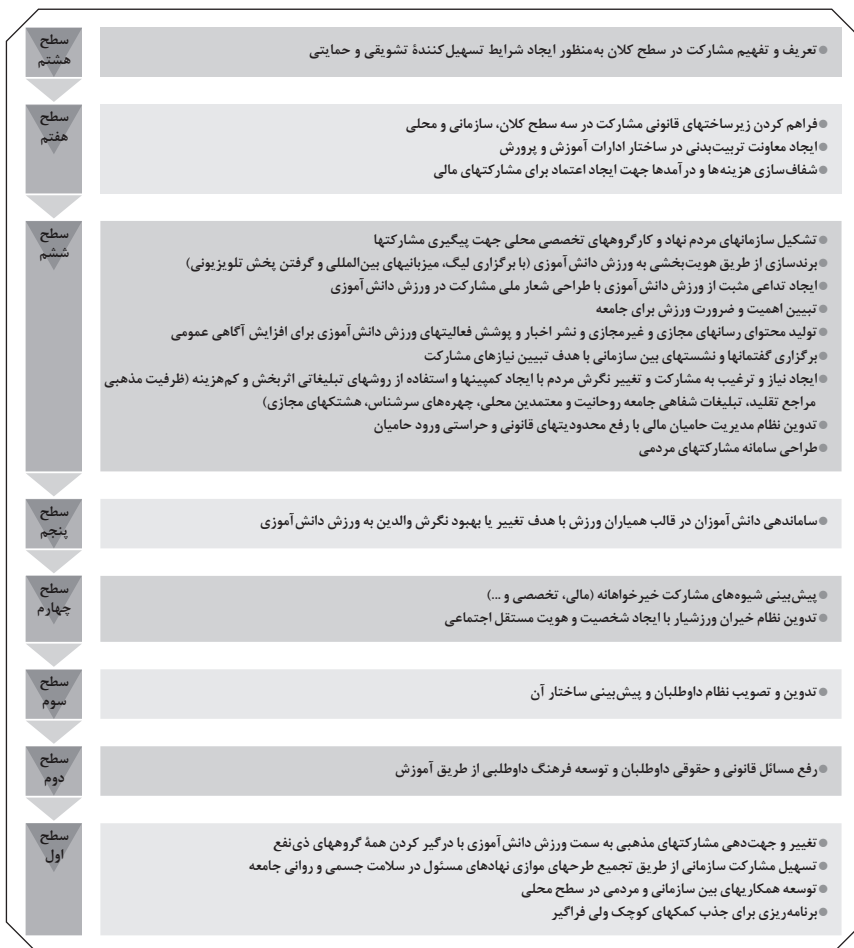 سطح
هشتم
● تعریف و تفهیم مشارکت در سطح کلان به‌منظور ایجاد شرایط تسهیل‌کنندۀ تشویقی و حمایتی
سطح
هفتم
● فراهم کردن زیرساختهای قانونی مشارکت در سه سطح کلان، سازمانی و محلی
● ایجاد معاونت تربیت‌بدنی در ساختار ادارات آموزش و پرورش
● شفاف‌سازی هزینه‌ها و درآمدها جهت ایجاد اعتماد برای مشارکتهای مالی
سطح
ششم
● تشکیل سازمانهای مردم نهاد و کارگروههای تخصصی محلی جهت پیگیری مشارکتها
● برندسازی از طریق هویت‌بخشی به ورزش دانش‌آموزی (با برگزاری لیگ، میزبانیهای بین‌المللی و گرفتن پخش تلویزیونی)
● ایجاد تداعی مثبت از ورزش دانش‌آموزی با طراحی شعار ملی مشارکت در ورزش دانش‌آموزی
● تبیین اهمیت و ضرورت ورزش برای جامعه
● تولید محتوای رسانهای مجازی و غیرمجازی و نشر اخبار و پوشش فعالیتهای ورزش دانش‌آموزی برای افزایش آگاهی عمومی
● برگزاری گفتمانها و نشستهای بین سازمانی با هدف تبیین نیازهای مشارکت
● ایجاد نیاز و ترغیب به مشارکت و تغییر نگرش مردم با ایجاد کمپینها و استفاده از روشهای تبلیغاتی اثربخش و کم‌هزینه (ظرفیت مذهبی
مراجع تقلید، تبلیغات شفاهی جامعه روحانیت و معتمدین محلی، چهره‌های سرشناس، هشتکهای مجازی)
● تدوین نظام مدیریت حامیان مالی با رفع محدودیتهای قانونی و حراستی ورود حامیان
● طراحی سامانه مشارکتهای مردمی
سطح
پنجم
● ساماندهی دانش‌آموزان در قالب همیاران ورزش با هدف تغییر یا بهبود نگرش والدین به ورزش دانش‌آموزی
سطح
چهارم
● پیش‌بینی شیوه‌های مشارکت خیرخواهانه (مالی، تخصصی و ...)
● تدوین نظام خیران ورزشیار با ایجاد شخصیت و هویت مستقل اجتماعی
سطح
سوم
● تدوین و تصویب نظام داوطلبان و پیش‌بینی ساختار آن
سطح
دوم
● رفع مسائل قانونی و حقوقی داوطلبان و توسعه فرهنگ داوطلبی از طریق آموزش
سطح
اول
● تغییر و جهت‌دهی مشارکتهای مذهبی به سمت ورزش دانش‌آموزی با درگیر کردن همۀ گروههای ذی‌نفع
● تسهیل مشارکت سازمانی از طریق تجمیع طرحهای موازی نهادهای مسئول در سلامت جسمی و روانی جامعه
● توسعه همکاریهای بین سازمانی و مردمی در سطح محلی
● برنامه‌ریزی برای جذب کمکهای کوچک ولی فراگیر